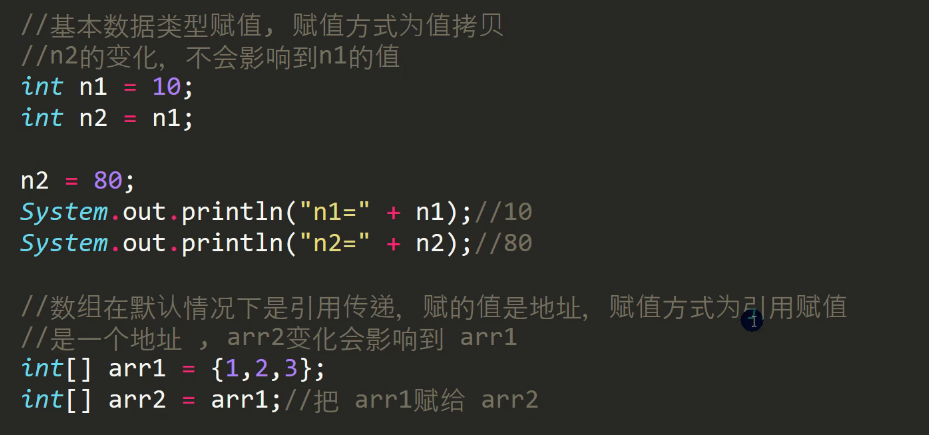 //基本数据类型赋值, 赋值方式为值拷贝
//n2的变化, 不会影响到n1的值
int n1 = 10;
int n2 = n1;
n2 = 80;
System.out.println("n1=" + n1);//10
System.out.println("n2=" + n2);//80
//数组在默认情况下是引用传递, 赋的值是地址, 赋值方式为引用赋值
//是一个地址 , arr2变化会影响到 arr1
int[] arr1 = {1,2,3};
int[] arr2 = arr1;//把 arr1赋给 arr2